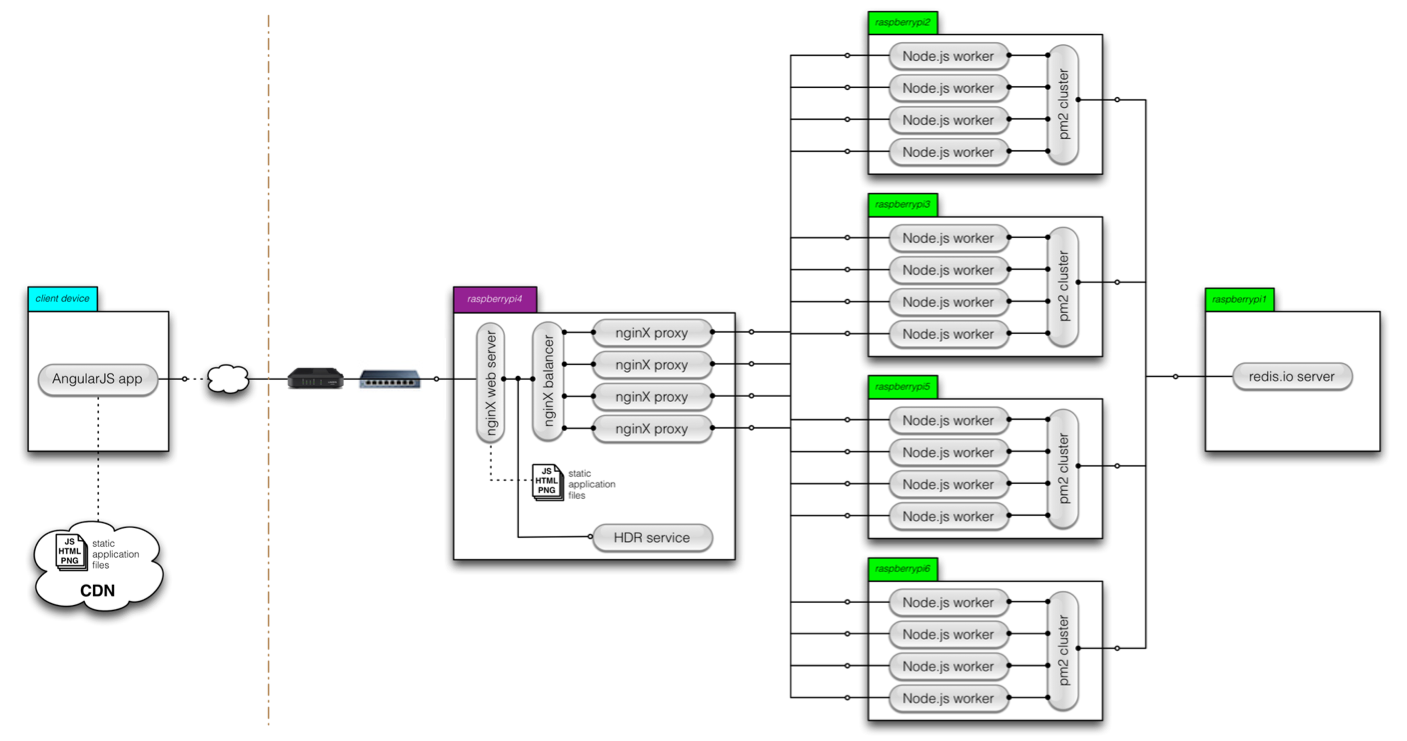 client device
AngularJS app
JS
HTML
PNG
static
application
files
CDN
raspberrypi4
nginX web server
nginX balancer
nginX proxy
nginX proxy
nginX proxy
nginX proxy
JS
HTML
PNG
static
application
files
HDR service
raspberrypi2
Node.js worker
Node.js worker
Node.js worker
Node.js worker
pm2 cluster
raspberrypi3
Node.js worker
Node.js worker
Node.js worker
Node.js worker
pm2 cluster
raspberrypi5
Node.js worker
Node.js worker
Node.js worker
Node.js worker
pm2 cluster
raspberrypi6
Node.js worker
Node.js worker
Node.js worker
Node.js worker
pm2 cluster
raspberrypi1
redis.io server